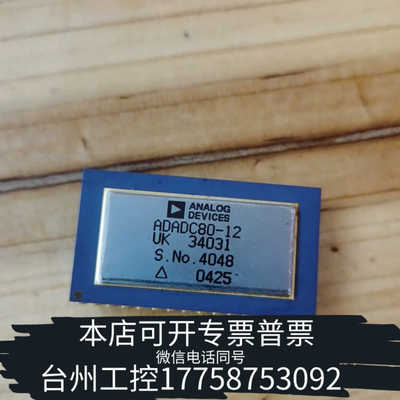 ANALOG
DEVICES
ADADC80-12
UK 34031
S.No.4048
△ 0425
本店可开专票普票
微信电话同号
台州工控17758753092